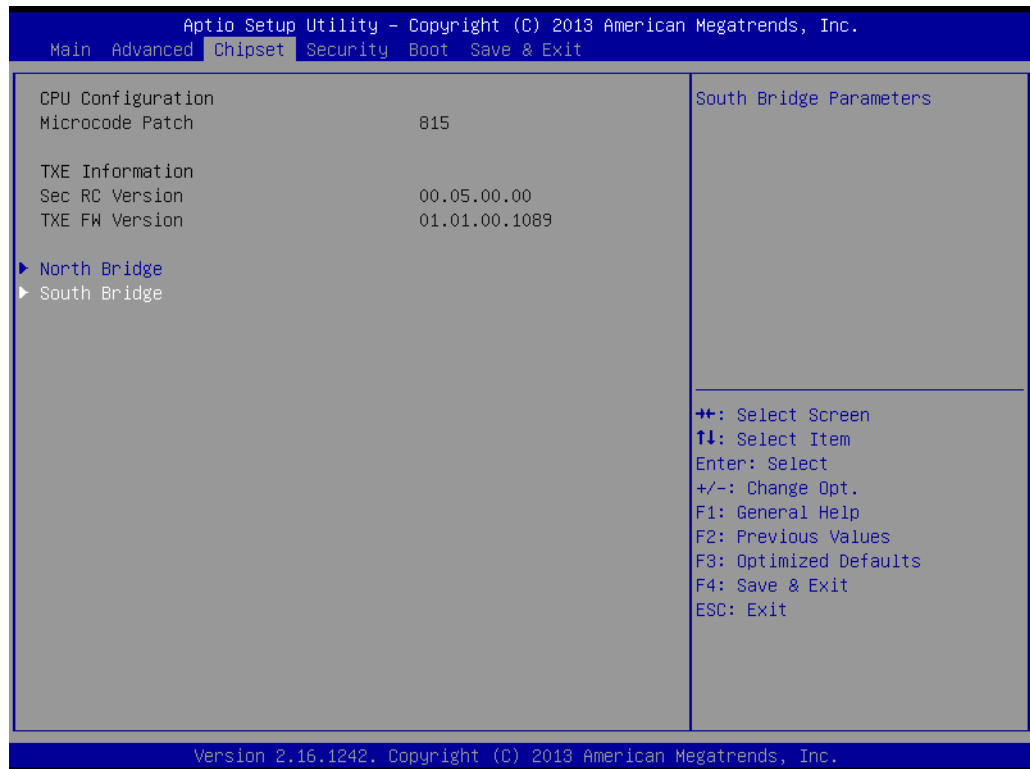 Aptio Setup Utility – Copyright (C) 2013 American Megatrends, Inc.
Main Advanced Chipset Security Boot Save & Exit
CPU Configuration
Microcode Patch 815
TXE Information
Sec RC Version 00.05.00.00
TXE FW Version 01.01.00.1089
▶ North Bridge
▶ South Bridge
South Bridge Parameters
→←: Select Screen
↑↓: Select Item
Enter: Select
+/-: Change Opt.
F1: General Help
F2: Previous Values
F3: Optimized Defaults
F4: Save & Exit
ESC: Exit
Version 2.16.1242. Copyright (C) 2013 American Megatrends, Inc.